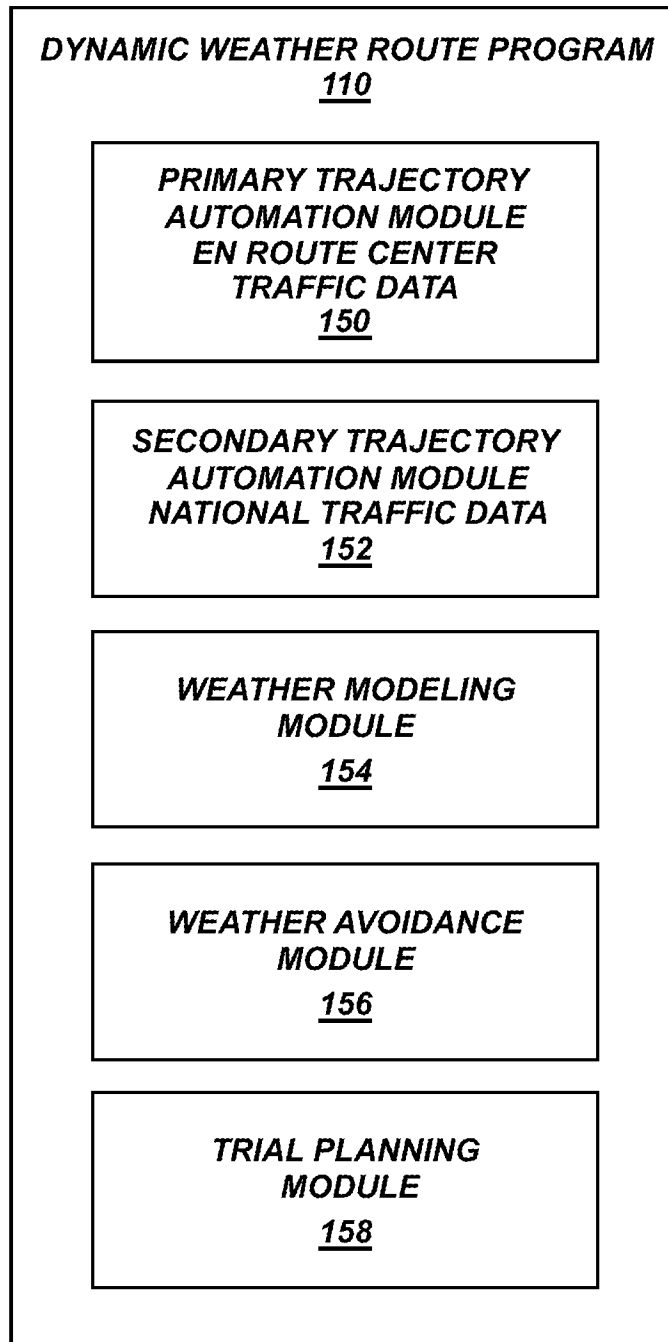 DYNAMIC WEATHER ROUTE PROGRAM
110
PRIMARY TRAJECTORY
AUTOMATION MODULE
EN ROUTE CENTER
TRAFFIC DATA
150
SECONDARY TRAJECTORY
AUTOMATION MODULE
NATIONAL TRAFFIC DATA
152
WEATHER MODELING
MODULE
154
WEATHER AVOIDANCE
MODULE
156
TRIAL PLANNING
MODULE
158